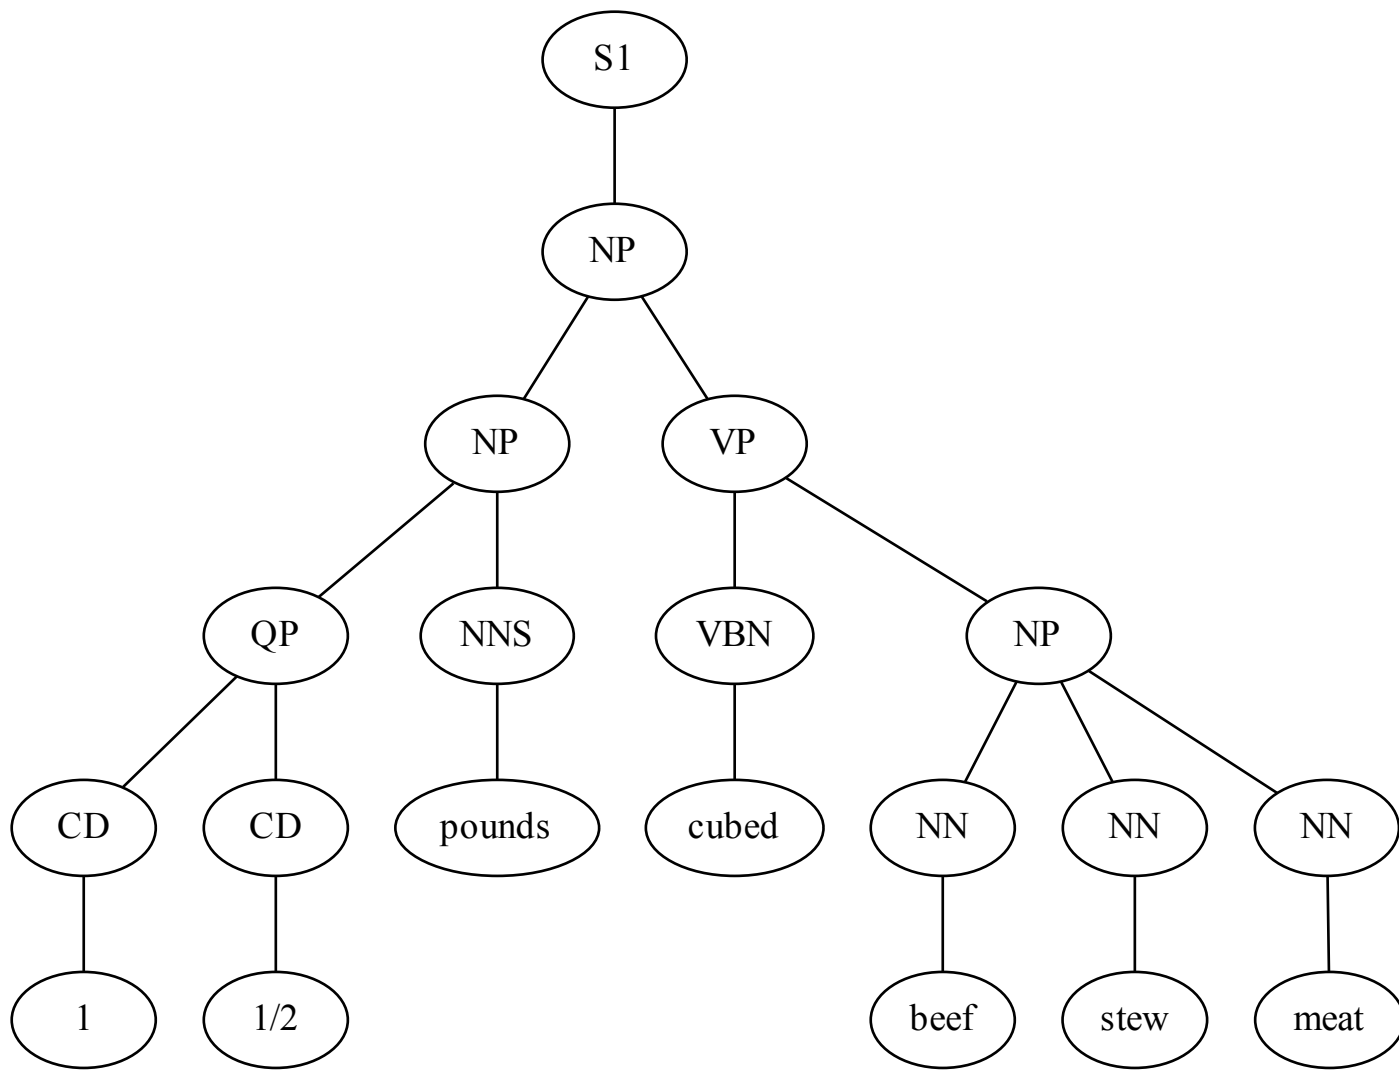 S1
NP
NP VP
QP NNS VBN NP
CD CD pounds cubed NN NN NN
1 1/2 beef stew meat